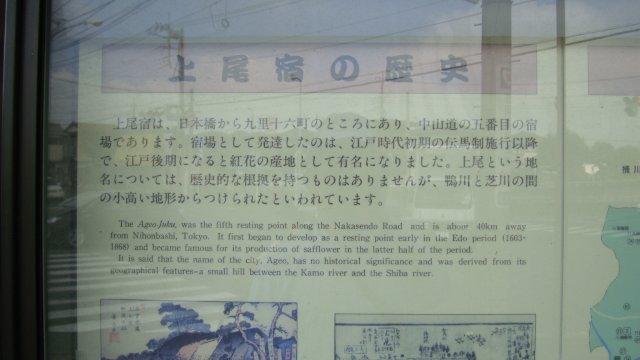 上尾宿の歴史
上尾宿は、日本橋から九里十六町のところにあり、中山道の五番目の宿
場であります。宿場として発達したのは、江戸時代初期の伝馬制施行以降
で、江戸後期になると紅花の産地として有名になりました。上尾という地
名については、歴史的な根拠を持つものはありませんが、鴨川と芝川の間
の小高い地形からつけられたといわれています。
The Ageo-Juku, was the fifth resting point along the Nakasendo Road and is aboor 40km away
from Nihonbashi, Tokyo. It first began to develop as a resting point early in the Edo period (1603-
1868) and became famous for its production of safflower in the latter half of the period.
It is said that the name of the city, Ageo, has no historical significance and was derived from its
geographical features–a small hill between the Kamo river and the Shiba river.
桶川